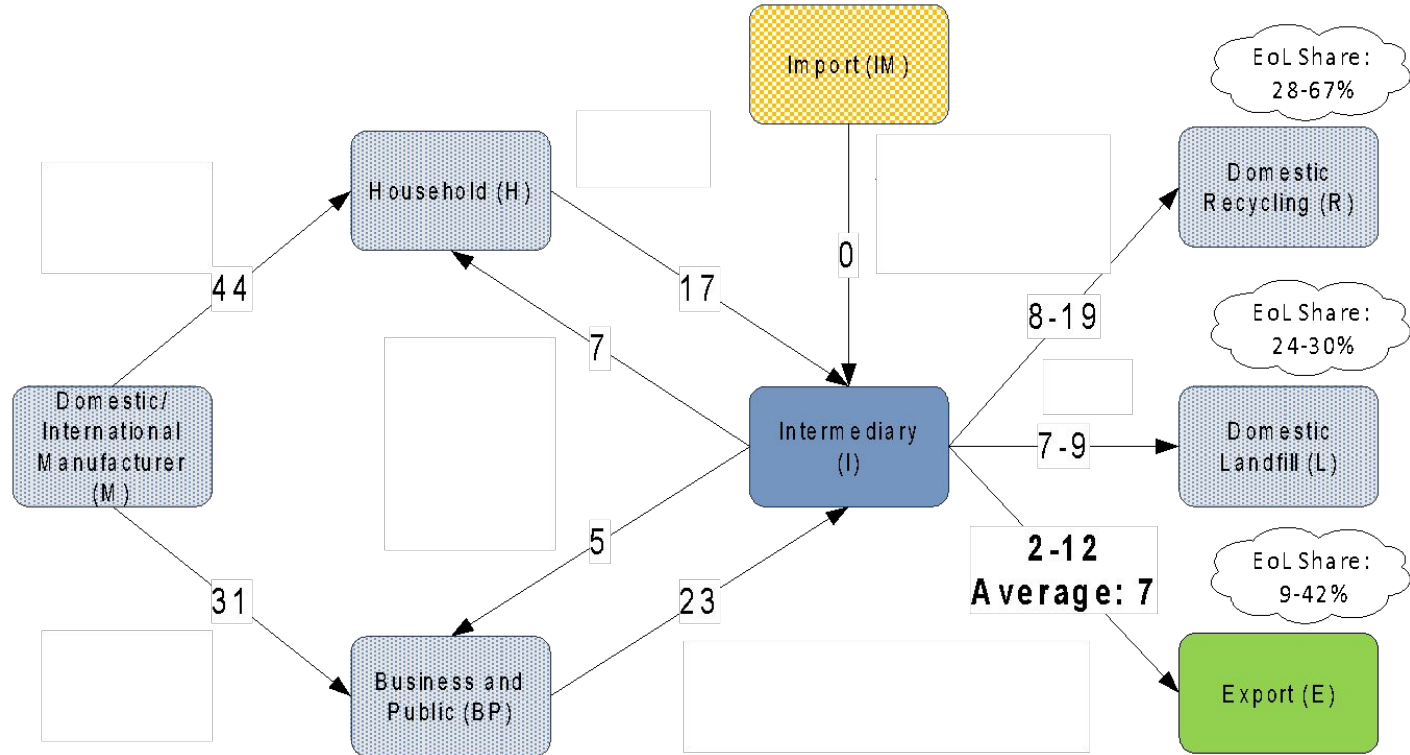 Import (IM)
EoL Share:
28-67%
Household (H)
Domestic
Recycling (R)
44
17
0
8-19
7
EoL Share:
24-30%
Domestic/
International
Manufacturer
(M)
Intermediary
(I)
7-9
Domestic
Landfill (L)
5
2-12
Average: 7
EoL Share:
9-42%
31
23
Business and
Public (BP)
Export (E)